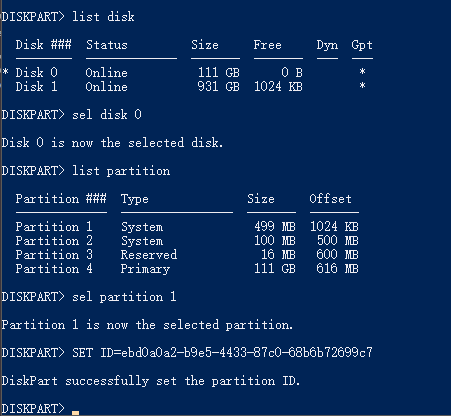 DISKPART> list disk
Disk ### Status Size Free Dyn Gpt
* Disk 0 Online 111 GB 0 B *
Disk 1 Online 931 GB 1024 KB *
DISKPART> sel disk 0
Disk 0 is now the selected disk.
DISKPART> list partition
Partition ### Type Size Offset
Partition 1 System 499 MB 1024 KB
Partition 2 System 100 MB 500 MB
Partition 3 Reserved 16 MB 600 MB
Partition 4 Primary 111 GB 616 MB
DISKPART> sel partition 1
Partition 1 is now the selected partition.
DISKPART> SET ID=ebd0a0a2-b9e5-4433-87c0-68b6b72699c7
DiskPart successfully set the partition ID.
DISKPART>